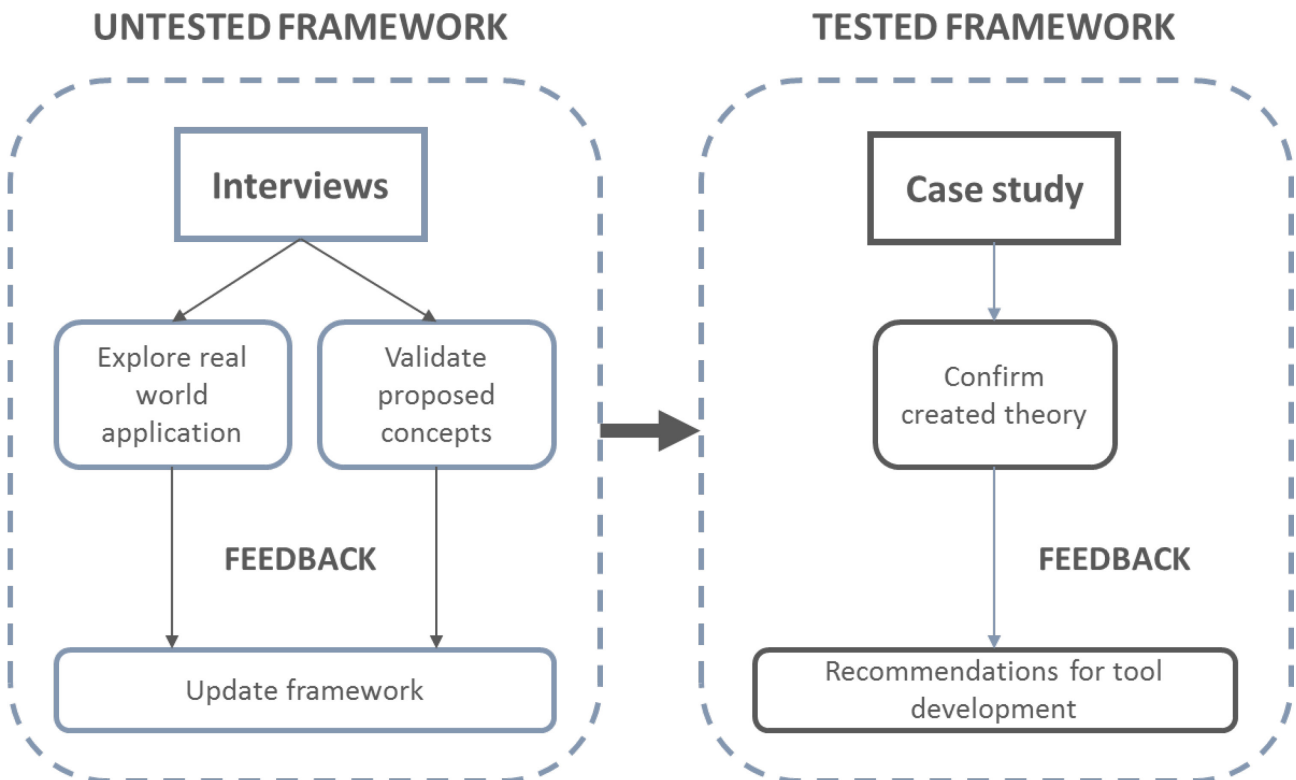 UNTESTED FRAMEWORK
Interviews
Explore real
world
application
Validate
proposed
concepts
FEEDBACK
Update framework
TESTED FRAMEWORK
Case study
Confirm
created theory
FEEDBACK
Recommendations for tool
development